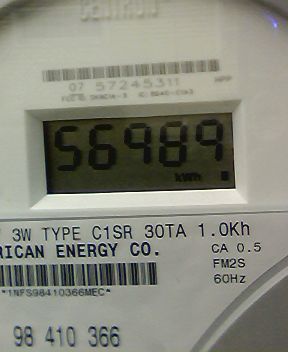 CENTRON
07 57245311
56989
kWh
3W TYPE C1SR 30TA 1.0Kh
RICAN ENERGY CO.
CA 0.5
FM2S
60Hz
*1NFS98410366MEC*
98 410 366